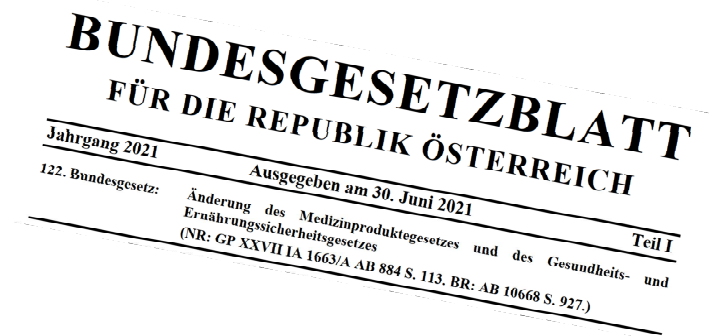 BUNDESGESETZBLATT
FÜR DIE REPUBLIK ÖSTERREICH
Jahrgang 2021 Ausgegeben am 30. Juni 2021 Teil I
122. Bundesgesetz: Änderung des Medizinproduktegesetzes und des Gesundheits- und
Ernährungssicherheitsgesetzes
(NR: GP XXVII IA 1663/A AB 884 S. 113. BR: AB 10668 S. 927.)